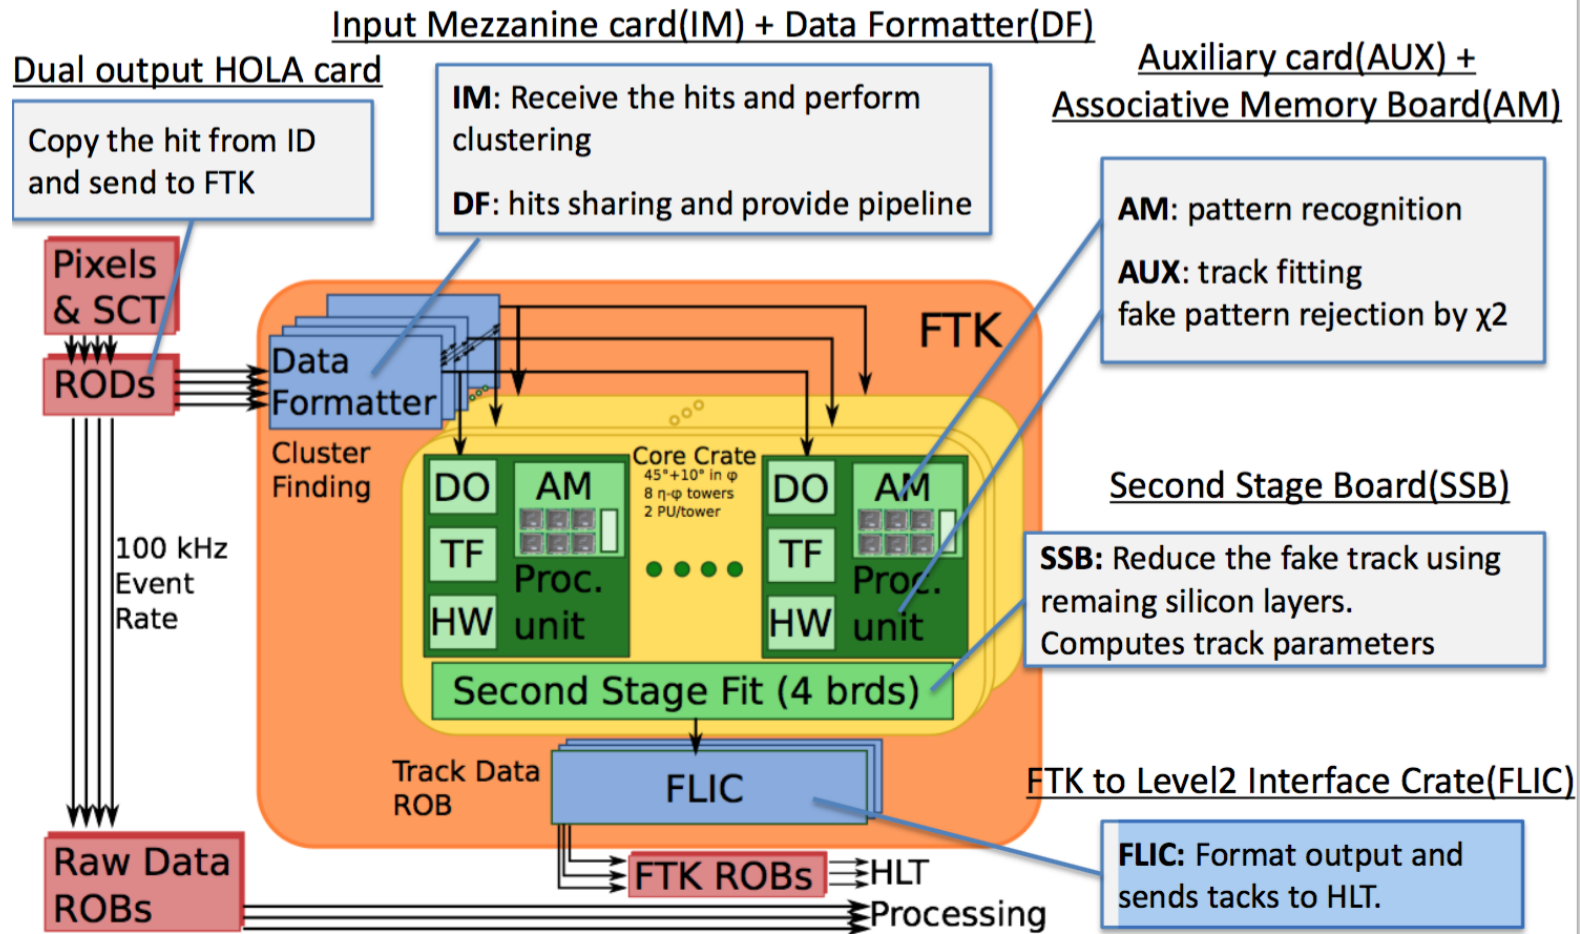 Input Mezzanine card(IM) + Data Formatter(DF)
Dual output HOLA card
Auxiliary card(AUX) +
Associative Memory Board(AM)
Copy the hit from ID
and send to FTK
IM: Receive the hits and perform
clustering
DF: hits sharing and provide pipeline
AM: pattern recognition
AUX: track fitting
fake pattern rejection by χ2
Pixels
& SCT
RODs
Data
Formatter
Cluster
Finding
FTK
100 kHz
Event
Rate
DO
TF
HW
AM
Proc.
unit
Core Crate
45°+10° in φ
8 η-φ towers
2 PU/tower
DO
TF
HW
AM
Proc.
unit
Second Stage Fit (4 brds)
Second Stage Board(SSB)
SSB: Reduce the fake track using
remaing silicon layers.
Computes track parameters
Track Data
ROB
FLIC
FTK to Level2 Interface Crate(FLIC)
FLIC: Format output and
sends tacks to HLT.
Raw Data
ROBs
FTK ROBs
HLT
Processing